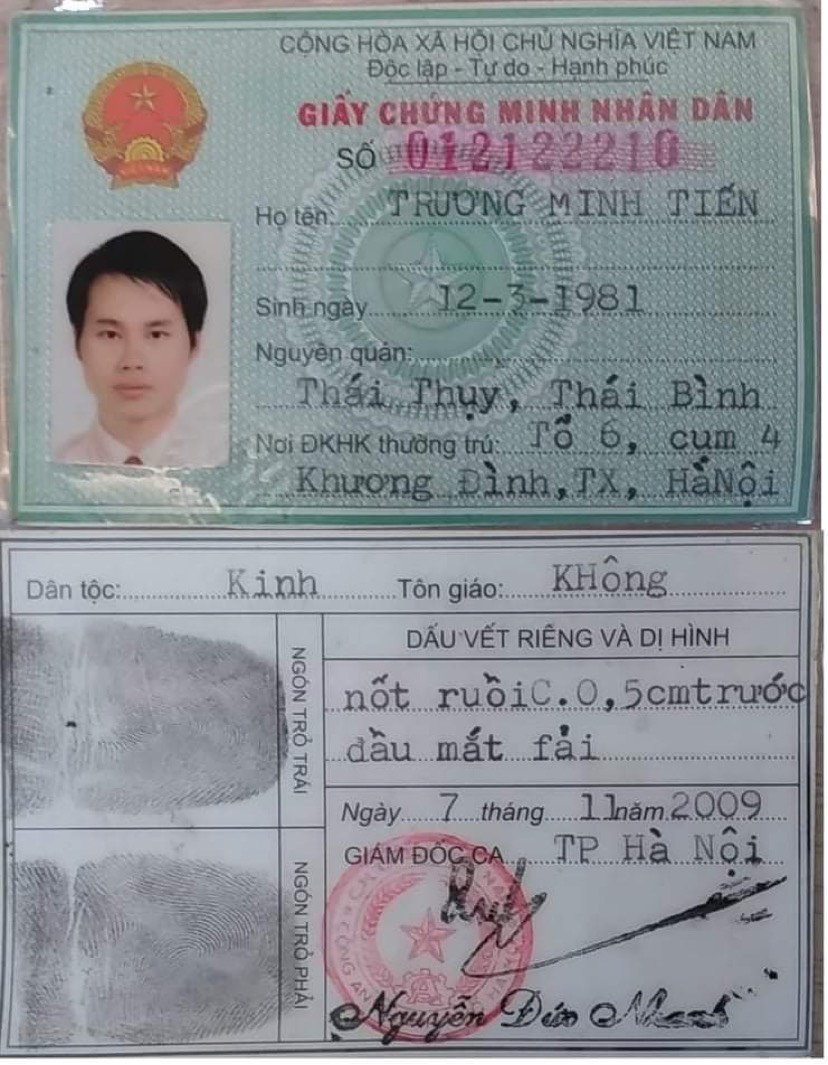 CỘNG HÒA XÃ HỘI CHỦ NGHĨA VIỆT NAM
Độc lập - Tự do - Hạnh phúc
GIẤY CHỨNG MINH NHÂN DÂN
SỐ 012122210
Họ tên: TRƯƠNG MINH TIẾN
Sinh ngày 12-3-1981
Nguyên quán:
Thái Thụy, Thái Bình
Nơi ĐKHK thường trú: Tổ 6, cụm 4
Khương Đình,TX, HàNội
Dân tộc: Kinh Tôn giáo: KHông
DẤU VẾT RIÊNG VÀ DỊ HÌNH
nốt ruồiC.0,5cmtrước
đầu mắt fải
NGÓN TRỎ TRÁI
Ngày 7 tháng 11năm 2009
GIÁM ĐỐC CA TP Hà Nội
NGÓN TRỎ PHẢI
CÔNG AN
Nguyễn Đức